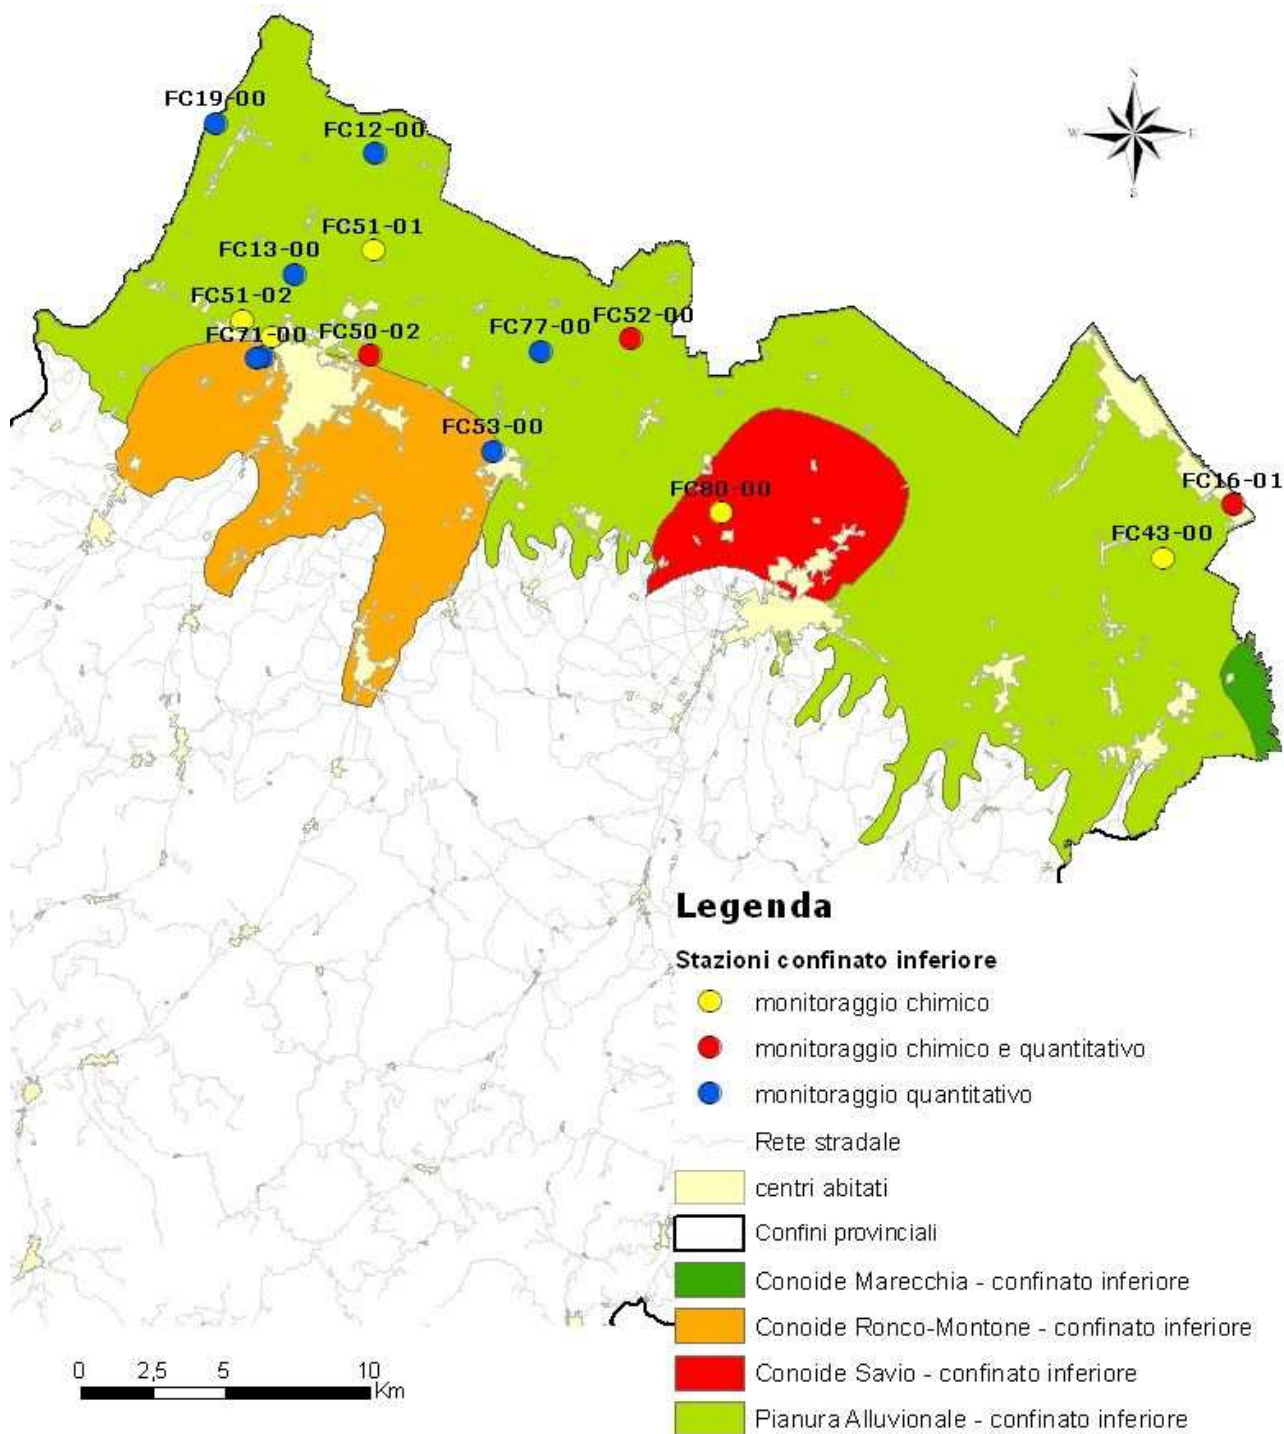 N
W
E
S
FC19-00
FC12-00
FC51-01
FC13-00
FC51-02
FC71-00
FC50-02
FC77-00
FC52-00
FC53-00
FC80-00
FC16-01
FC43-00
Legenda
Stazioni confinato inferiore
monitoraggio chimico
monitoraggio chimico e quantitativo
monitoraggio quantitativo
Rete stradale
centri abitati
Confini provinciali
Conoide Marecchia - confinato inferiore
Conoide Ronco-Montone - confinato inferiore
Conoide Savio - confinato inferiore
Pianura Alluvionale - confinato inferiore
0 2,5 5 10
Km